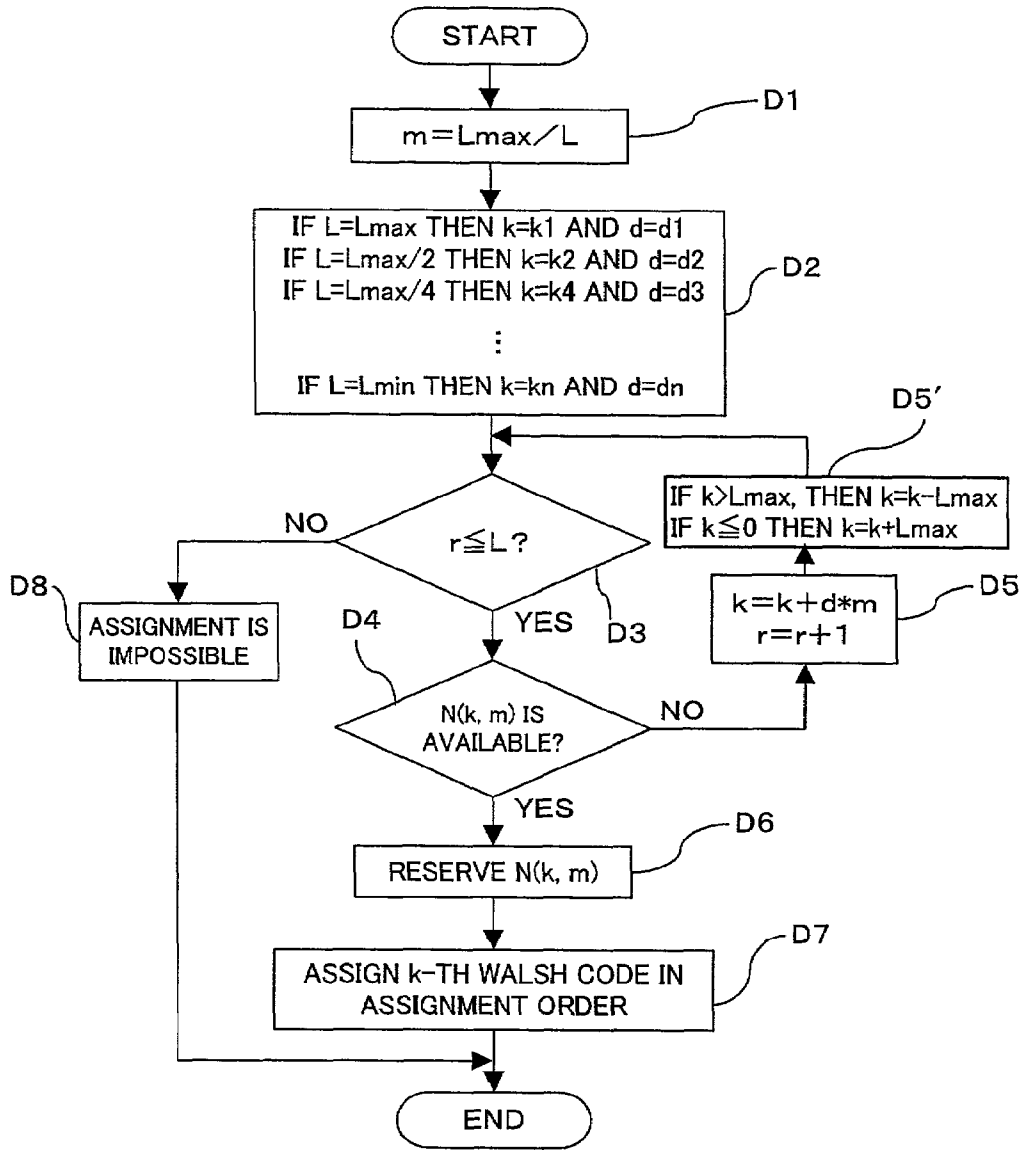 START
D1
m=Lmax/L
IF L=Lmax THEN k=k1 AND d=d1
IF L=Lmax/2 THEN k=k2 AND d=d2
IF L=Lmax/4 THEN k=k4 AND d=d3
⋮
IF L=Lmin THEN k=kn AND d=dn
D2
D5′
IF k>Lmax, THEN k=k-Lmax
IF k≦0 THEN k=k+Lmax
NO
r≦L?
D8
ASSIGNMENT IS
IMPOSSIBLE
YES
D3
k=k+d*m
r=r+1
D5
D4
N(k, m) IS
AVAILABLE?
NO
YES
D6
RESERVE N(k, m)
D7
ASSIGN k-TH WALSH CODE IN
ASSIGNMENT ORDER
END